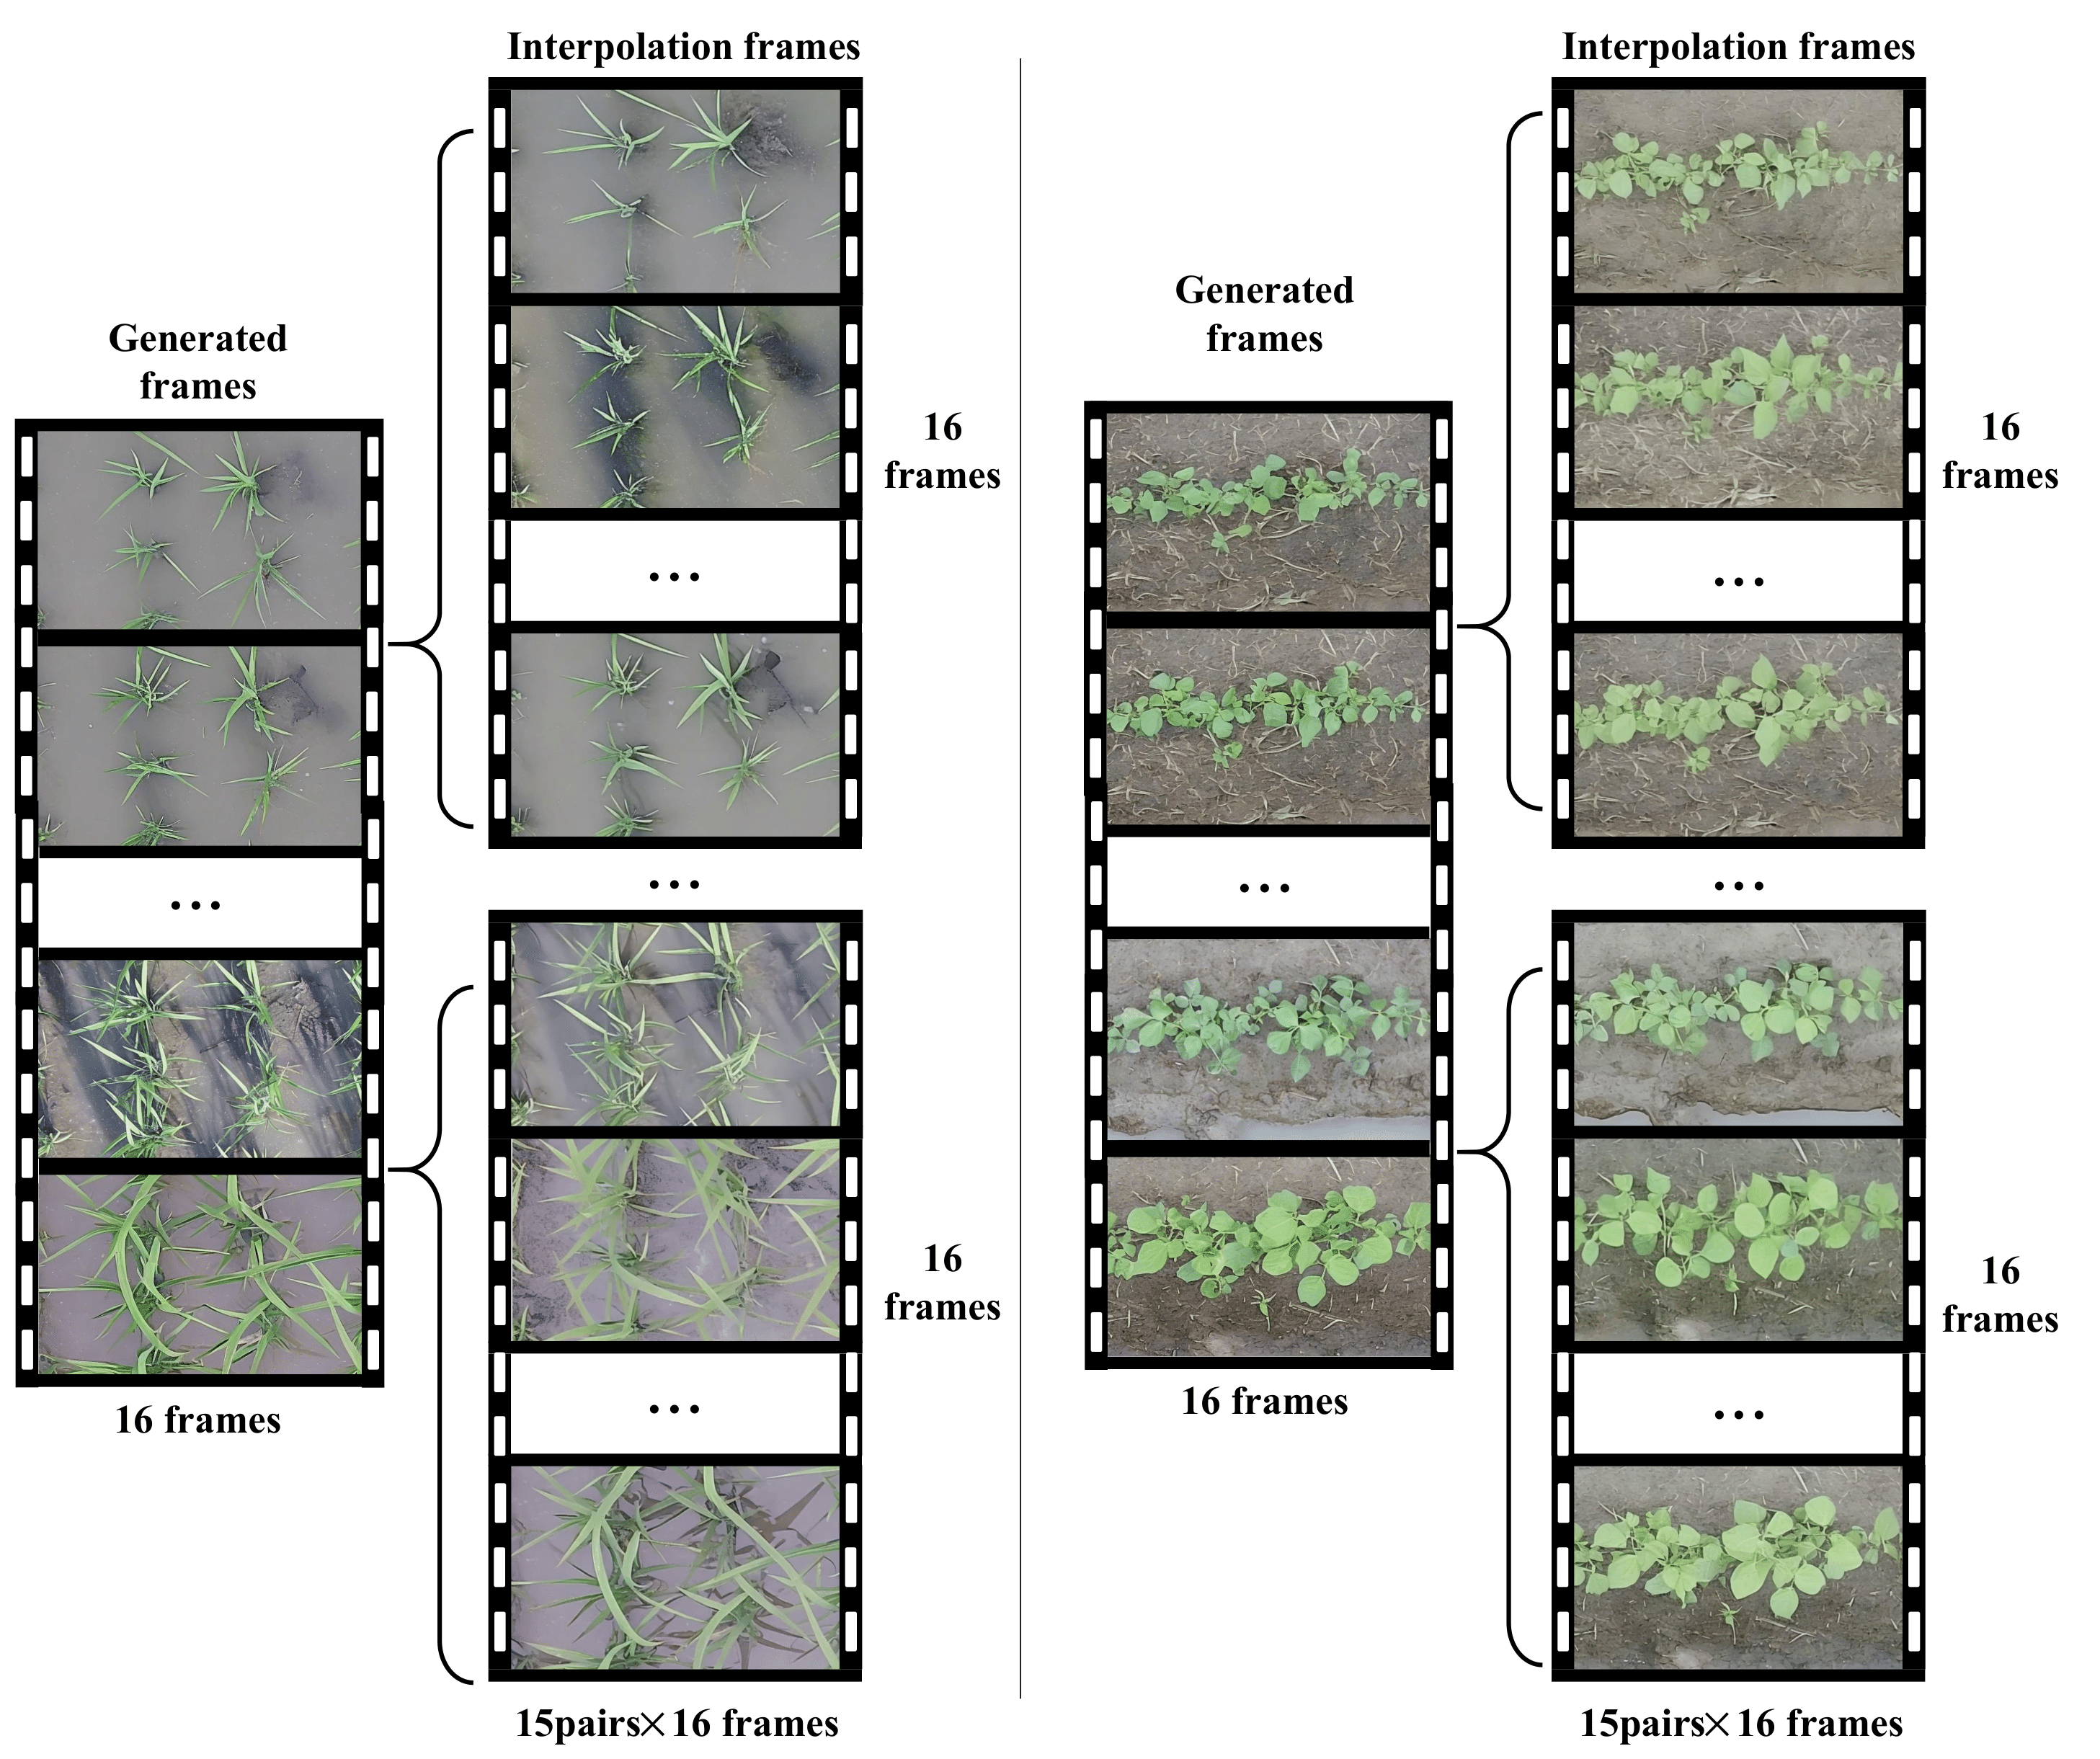 Interpolation frames
Generated
frames
16
frames
...
...
...
16
frames
...
16 frames
15pairs×16 frames
Interpolation frames
Generated
frames
16
frames
...
...
...
16
frames
...
16 frames
15pairs×16 frames